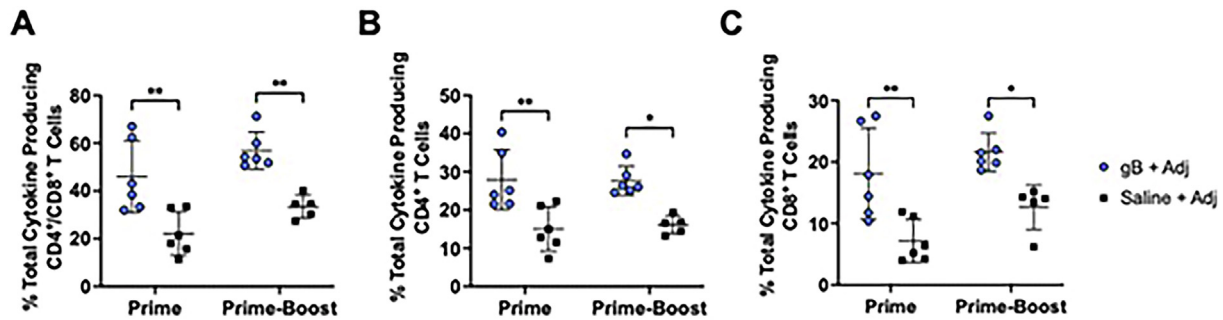 A
B
C
% Total Cytokine Producing
CD4⁺/CD8⁺ T Cells
80
60
40
20
0
**
**
Prime
Prime-Boost
% Total Cytokine Producing
CD4⁺ T Cells
50
40
30
20
10
0
**
*
Prime
Prime-Boost
% Total Cytokine Producing
CD8⁺ T Cells
30
20
10
0
**
*
Prime
Prime-Boost
gB + Adj
Saline + Adj